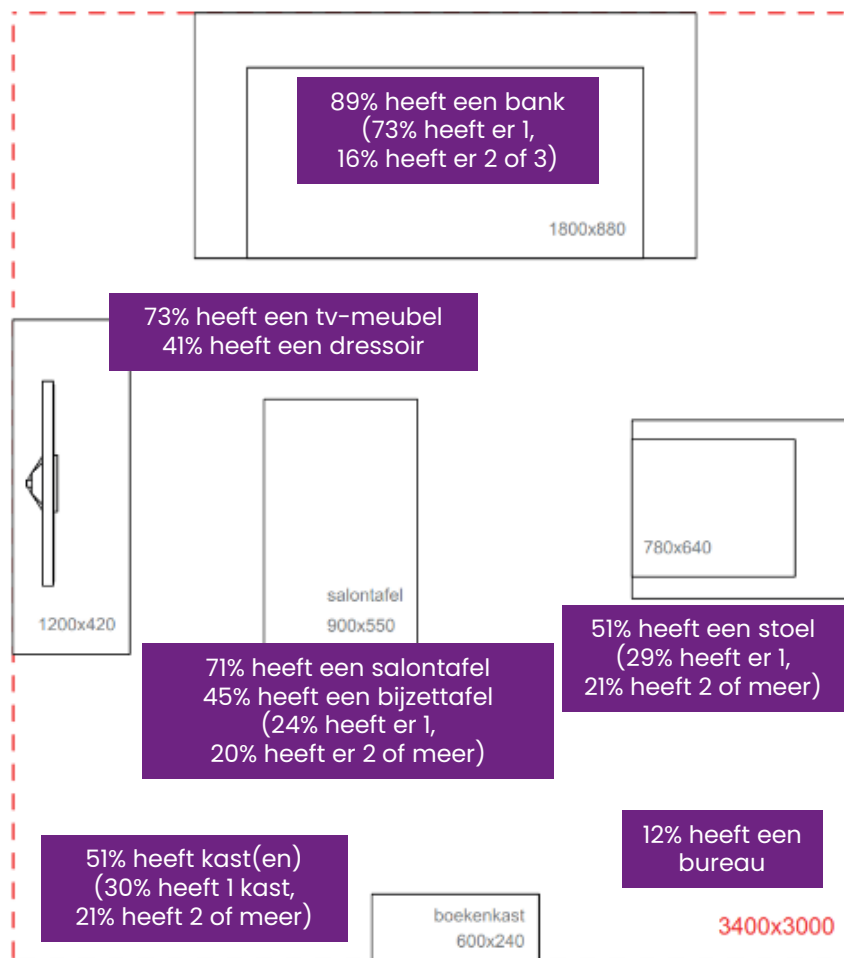 89% heeft een bank
(73% heeft er 1,
16% heeft er 2 of 3)
1800x880
73% heeft een tv-meubel
41% heeft een dressoir
1200x420
salontafel
900x550
780x640
71% heeft een salontafel
45% heeft een bijzettafel
(24% heeft er 1,
20% heeft er 2 of meer)
51% heeft een stoel
(29% heeft er 1,
21% heeft 2 of meer)
51% heeft kast(en)
(30% heeft 1 kast,
21% heeft 2 of meer)
12% heeft een
bureau
boekenkast
600x240
3400x3000